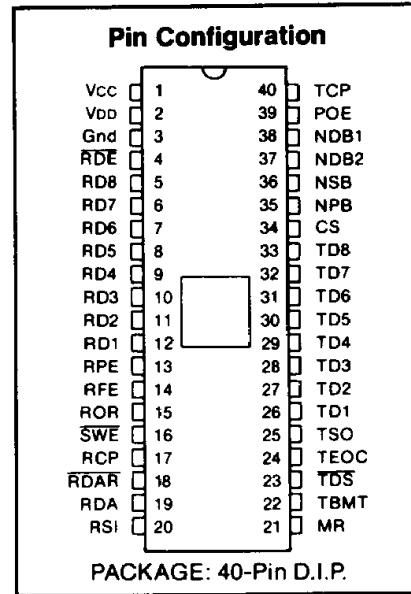 Pin Configuration
VCC 1 40 TCP
VDD 2 39 POE
Gnd 3 38 NDB1
RDE 4 37 NDB2
RD8 5 36 NSB
RD7 6 35 NPB
RD6 7 34 CS
RD5 8 33 TD8
RD4 9 32 TD7
RD3 10 31 TD6
RD2 11 30 TD5
RD1 12 29 TD4
RPE 13 28 TD3
RFE 14 27 TD2
ROR 15 26 TD1
SWE 16 25 TSO
RCP 17 24 TEOC
RDAR 18 23 TDS
RDA 19 22 TBMT
RSI 20 21 MR
PACKAGE: 40-Pin D.I.P.